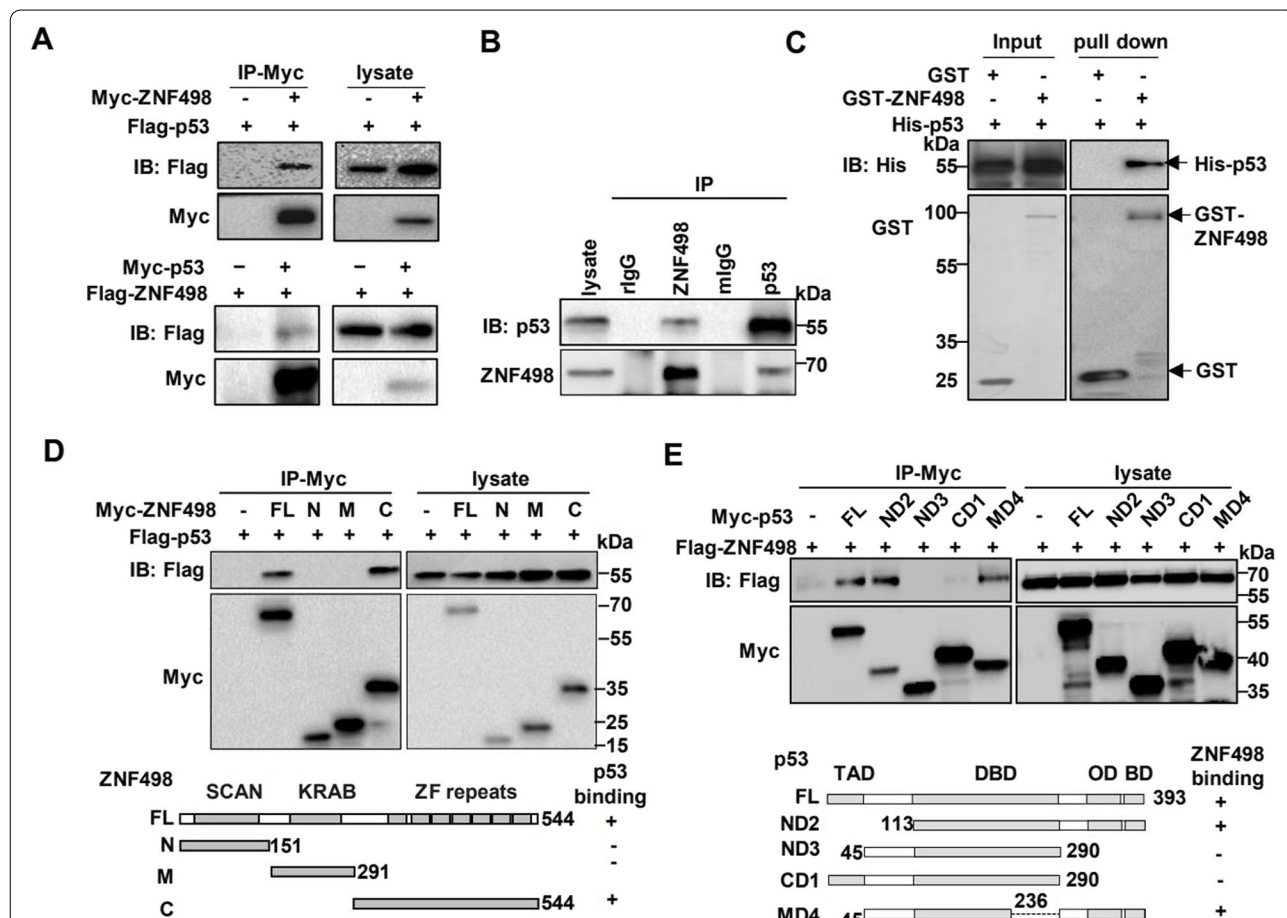 A
IP-Myc lysate
Myc-ZNF498 - + - +
Flag-p53 + + + +
IB: Flag
Myc
Myc-p53 – + – +
Flag-ZNF498 + + + +
IB: Flag
Myc
B
IP
lysate rIgG ZNF498 mIgG p53
kDa
IB: p53 55
ZNF498 70
C
Input pull down
GST + - + -
GST-ZNF498 - + - +
His-p53 + + + +
kDa
IB: His 55 His-p53
GST 100 GST-
ZNF498
55
35
25 GST
D
IP-Myc lysate
Myc-ZNF498 - FL N M C - FL N M C
Flag-p53 + + + + + + + + + +
kDa
IB: Flag 55
70
55
Myc
35
25
15
ZNF498 p53
binding
SCAN KRAB ZF repeats
FL 544 +
N 151 -
M 291 -
C 544 +
E
IP-Myc lysate
Myc-p53 - FL ND2 ND3 CD1 MD4 - FL ND2 ND3 CD1 MD4
Flag-ZNF498 + + + + + + + + + + + +
kDa
IB: Flag 70
55
55
Myc 40
35
p53 ZNF498
binding
TAD DBD OD BD
FL 393 +
ND2 113 +
ND3 45 290 -
CD1 290 -
236
MD4 45 +